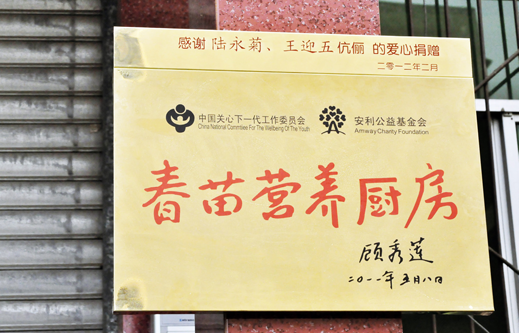 感谢 陆永菊、王迎五伉俪 的爱心捐赠
二零一二年二月
中国关心下一代工作委员会
China National Committee For The Wellbeing Of The Youth
安利公益基金会
Amway Charity Foundation
春苗营养厨房
顾秀莲
二〇一一年五月八日